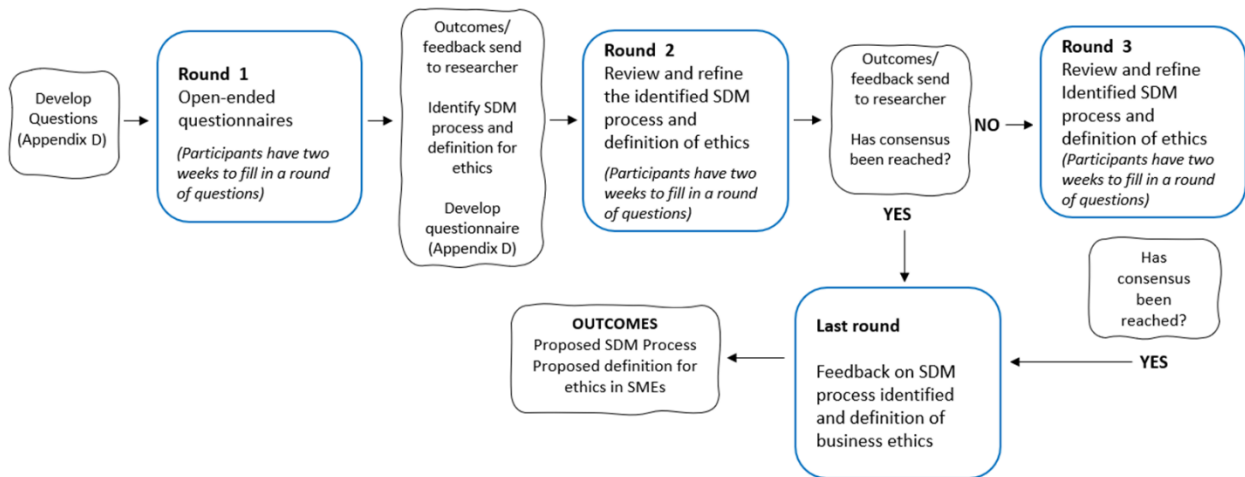 Develop
Questions
(Appendix D)
Round 1
Open-ended
questionnaires
(Participants have two
weeks to fill in a round
of questions)
Outcomes/
feedback send
to researcher
Identify SDM
process and
definition for
ethics
Develop
questionnaire
(Appendix D)
Round 2
Review and refine
the identified SDM
process and
definition of ethics
(Participants have two
weeks to fill in a round
of questions)
Outcomes/
feedback send
to researcher
Has consensus
been reached?
NO
YES
Round 3
Review and refine
Identified SDM
process and
definition of ethics
(Participants have two
weeks to fill in a round
of questions)
Has
consensus
been
reached?
YES
Last round
Feedback on SDM
process identified
and definition of
business ethics
OUTCOMES
Proposed SDM Process
Proposed definition for
ethics in SMEs